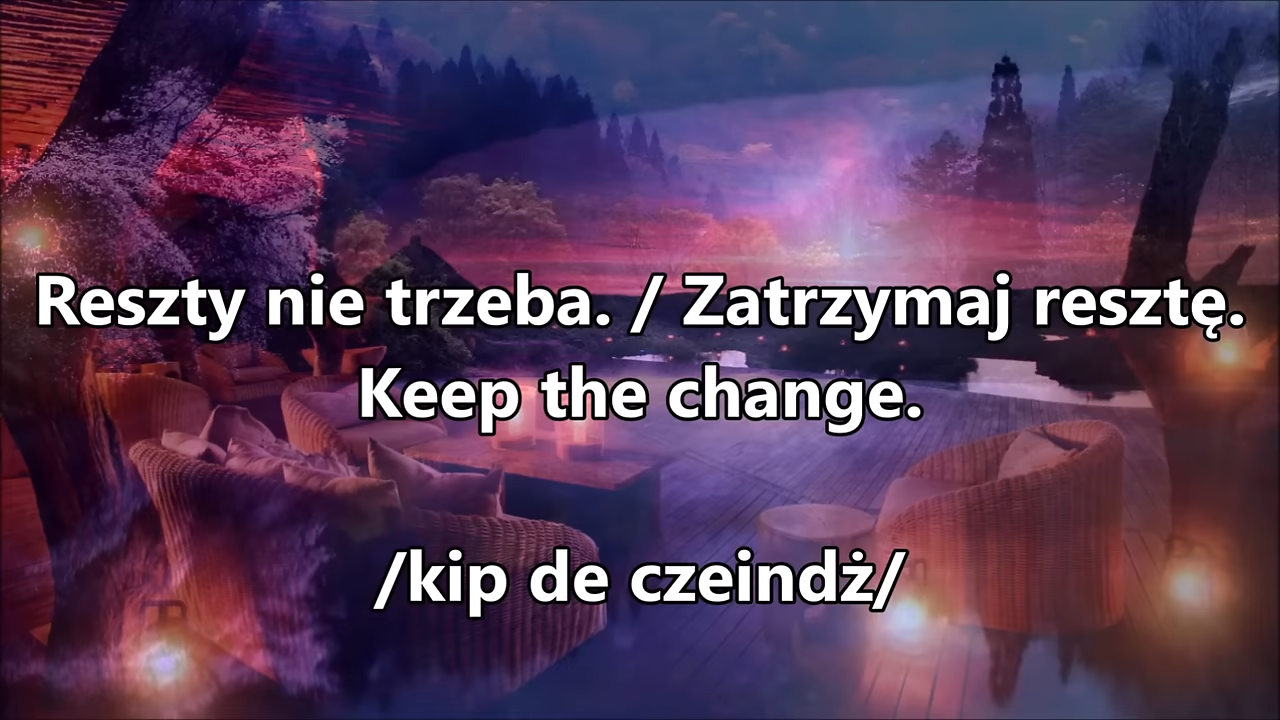 Reszty nie trzeba. / Zatrzymaj resztę.
Keep the change.
/kip de czeindż/